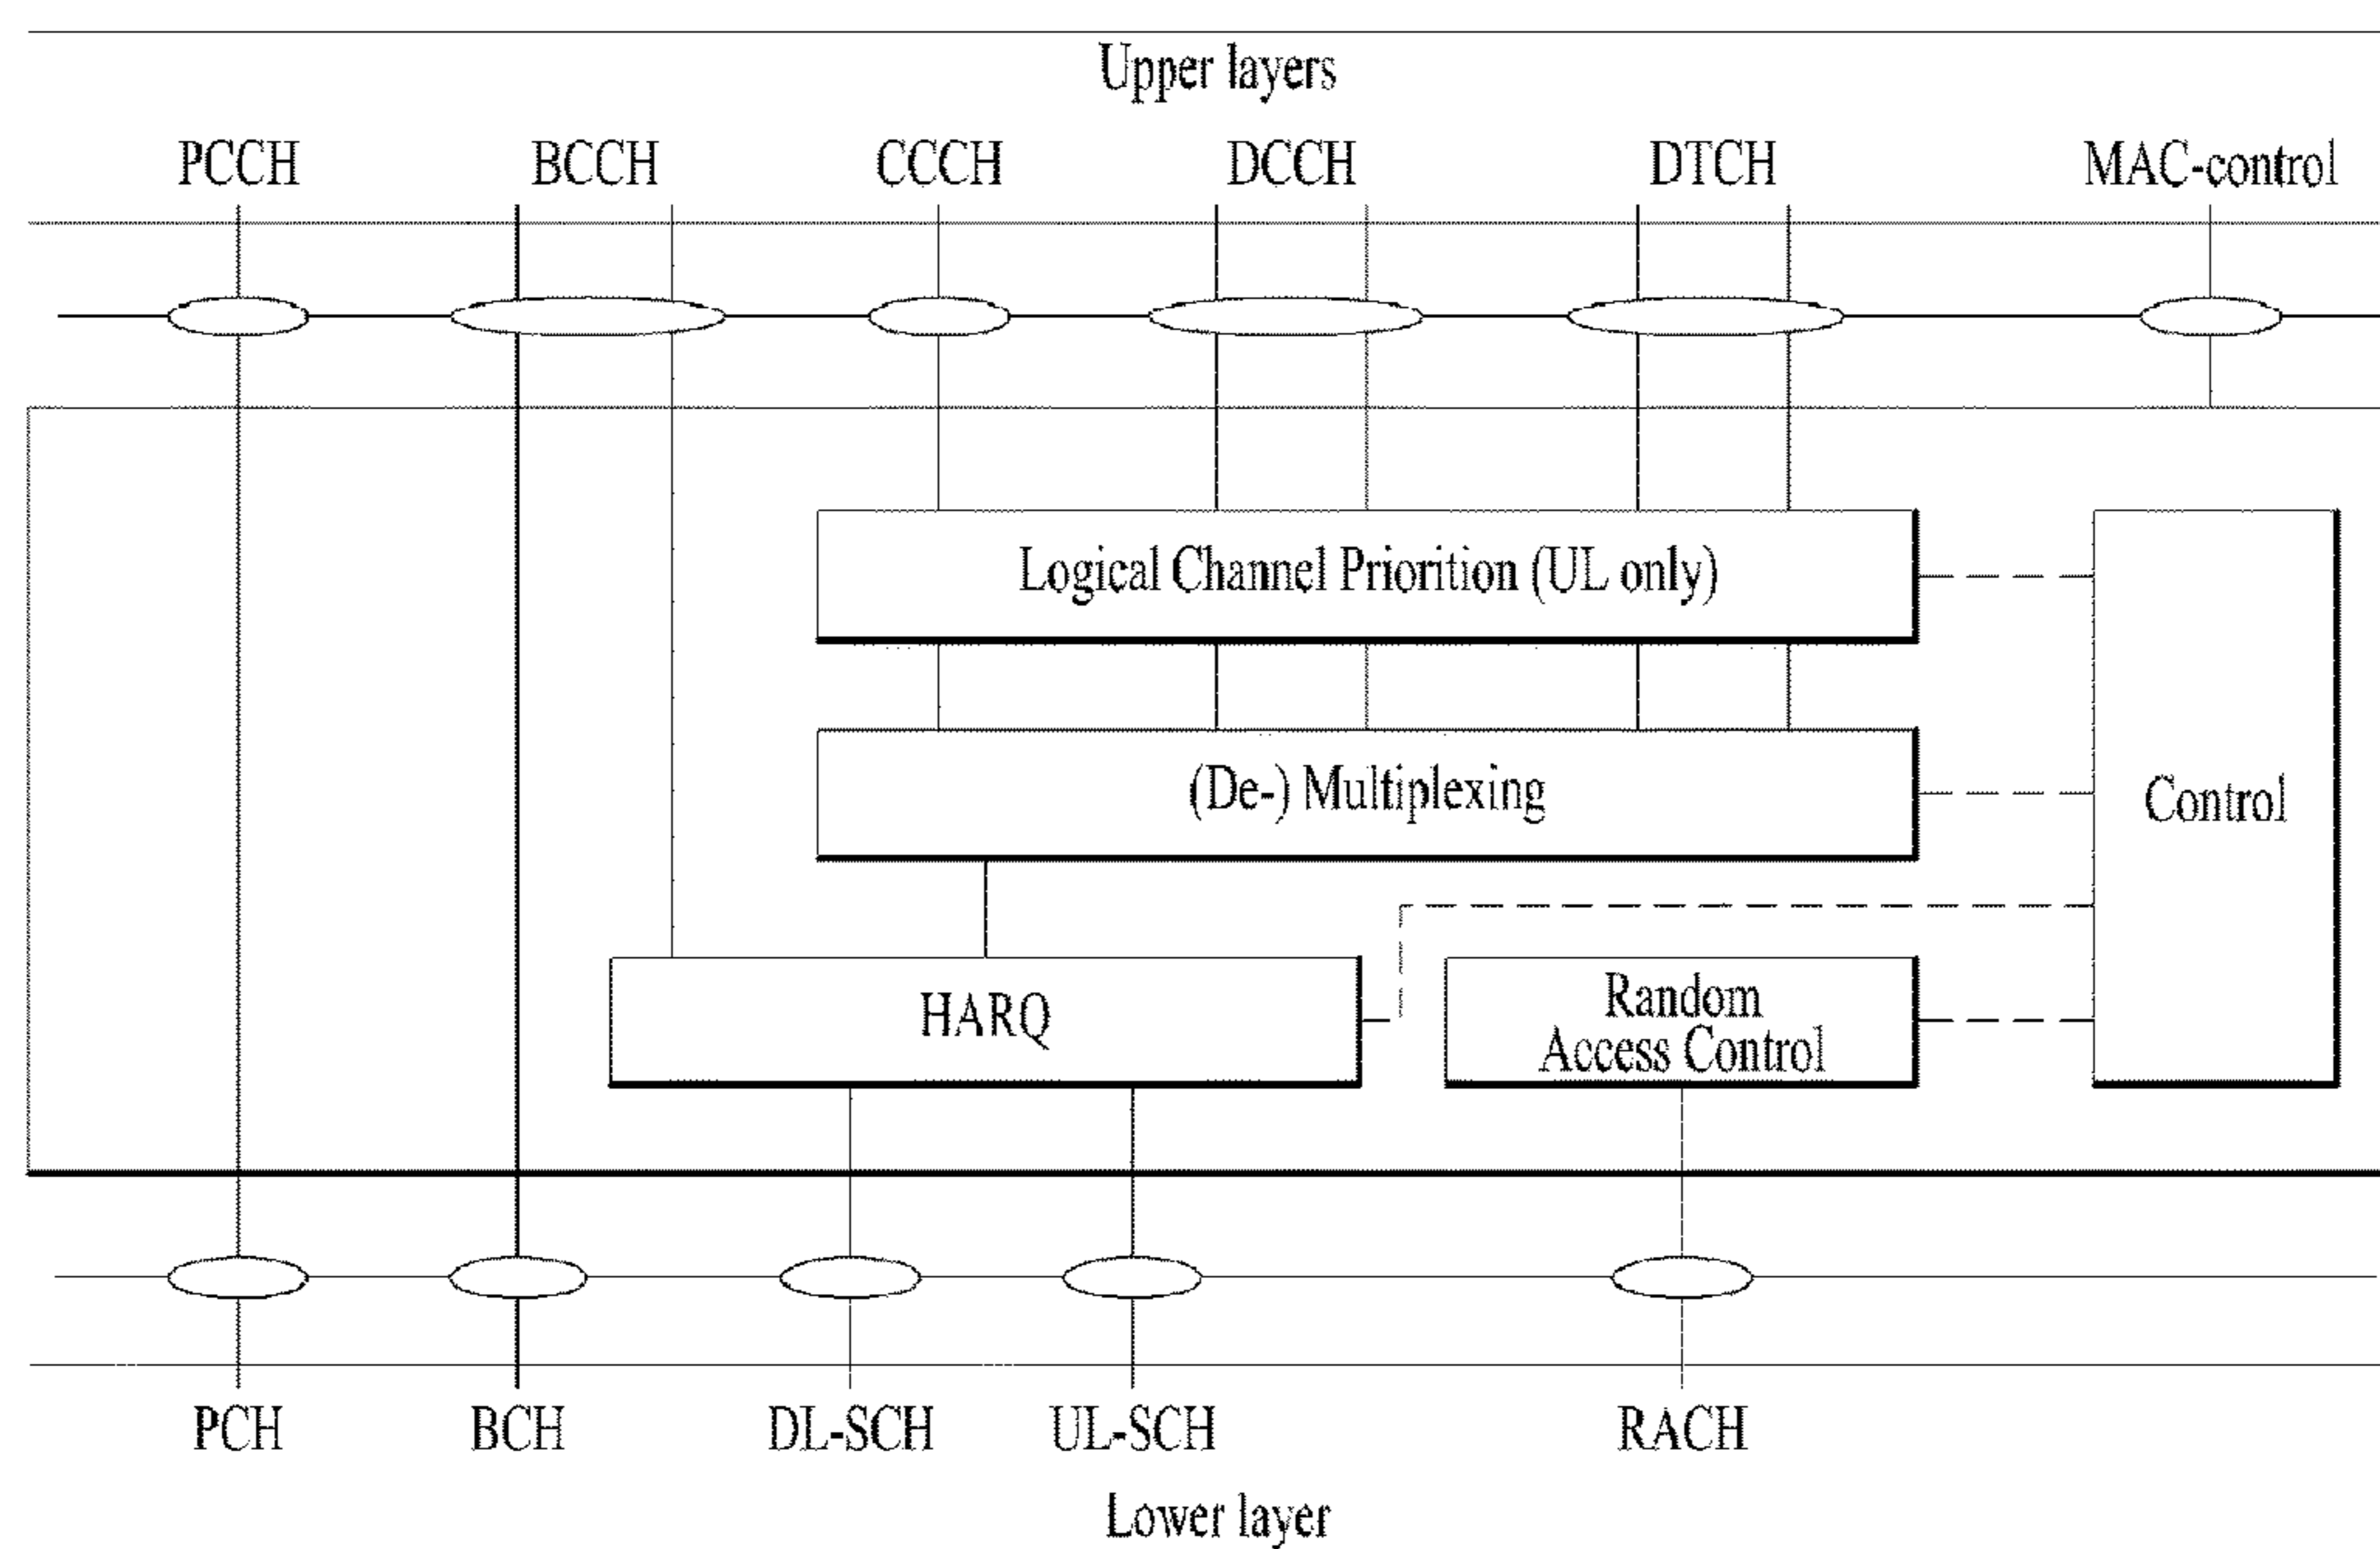 Upper layers
PCCH BCCH CCCH DCCH DTCH MAC-control
Logical Channel Priorition (UL only)
(De-) Multiplexing
Control
HARQ
Random
Access Control
PCH BCH DL-SCH UL-SCH RACH
Lower layer